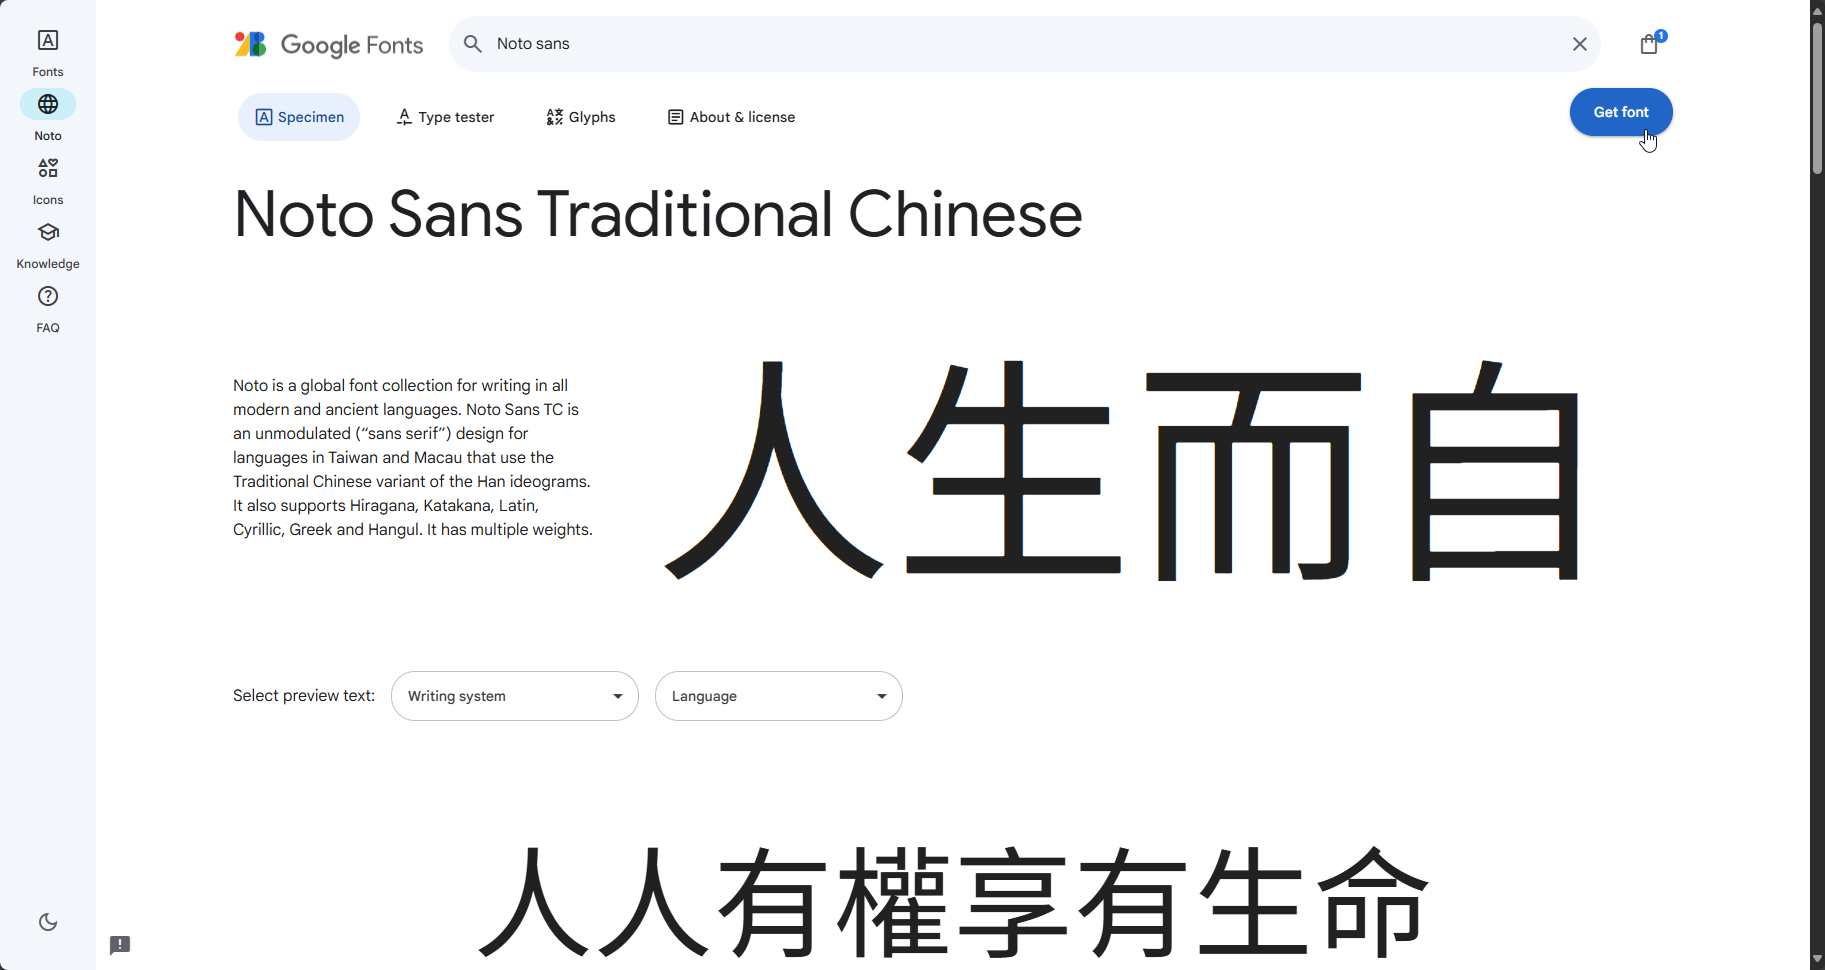 Fonts
Noto
Icons
Knowledge
FAQ
Google Fonts
Noto sans
1
Specimen
Type tester
Glyphs
About & license
Get font
Noto Sans Traditional Chinese
Noto is a global font collection for writing in all
modern and ancient languages. Noto Sans TC is
an unmodulated (“sans serif”) design for
languages in Taiwan and Macau that use the
Traditional Chinese variant of the Han ideograms.
It also supports Hiragana, Katakana, Latin,
Cyrillic, Greek and Hangul. It has multiple weights.
人生而自
Select preview text:
Writing system
Language
人人有權享有生命